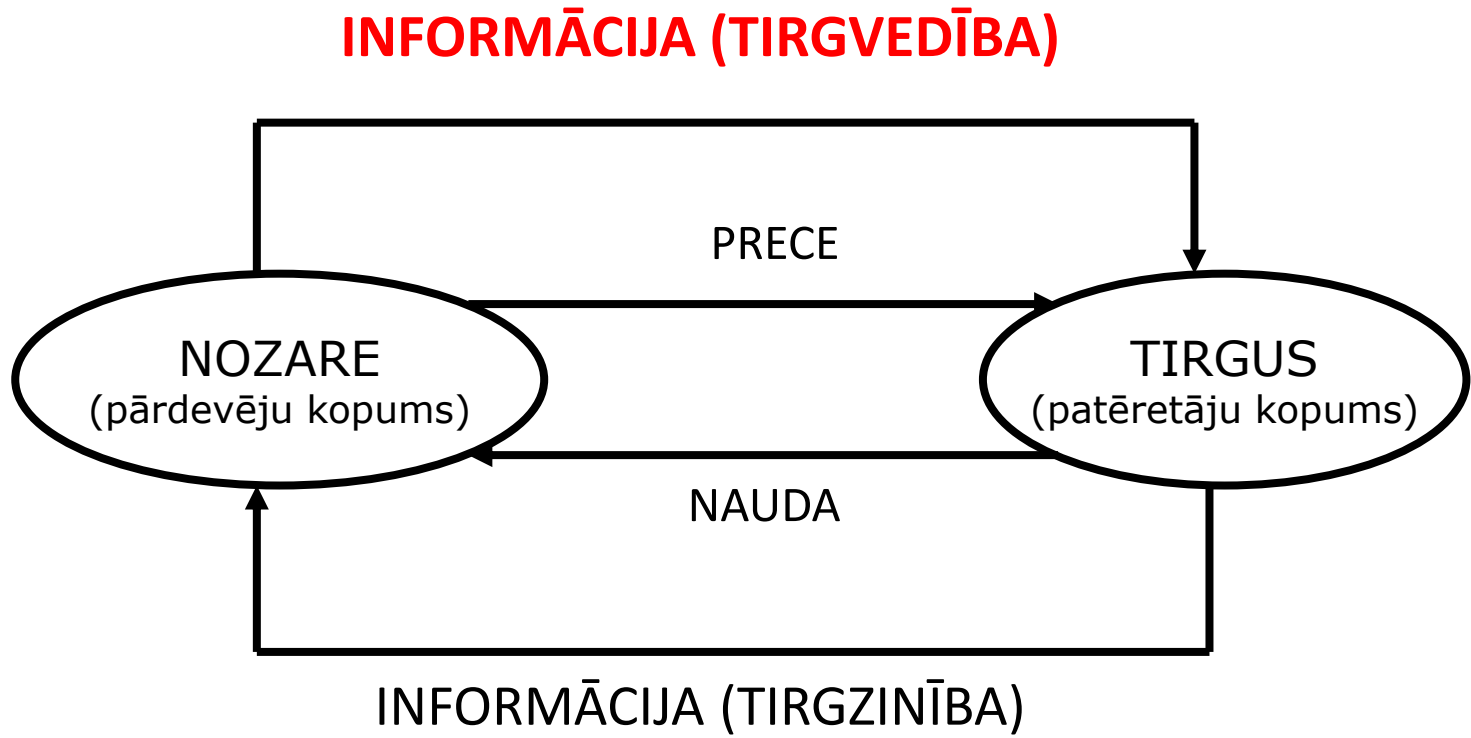 INFORMĀCIJA (TIRGVEDĪBA)
PRECE
NOZARE
(pārdevēju kopums)
TIRGUS
(patēretāju kopums)
NAUDA
INFORMĀCIJA (TIRGZINĪBA)